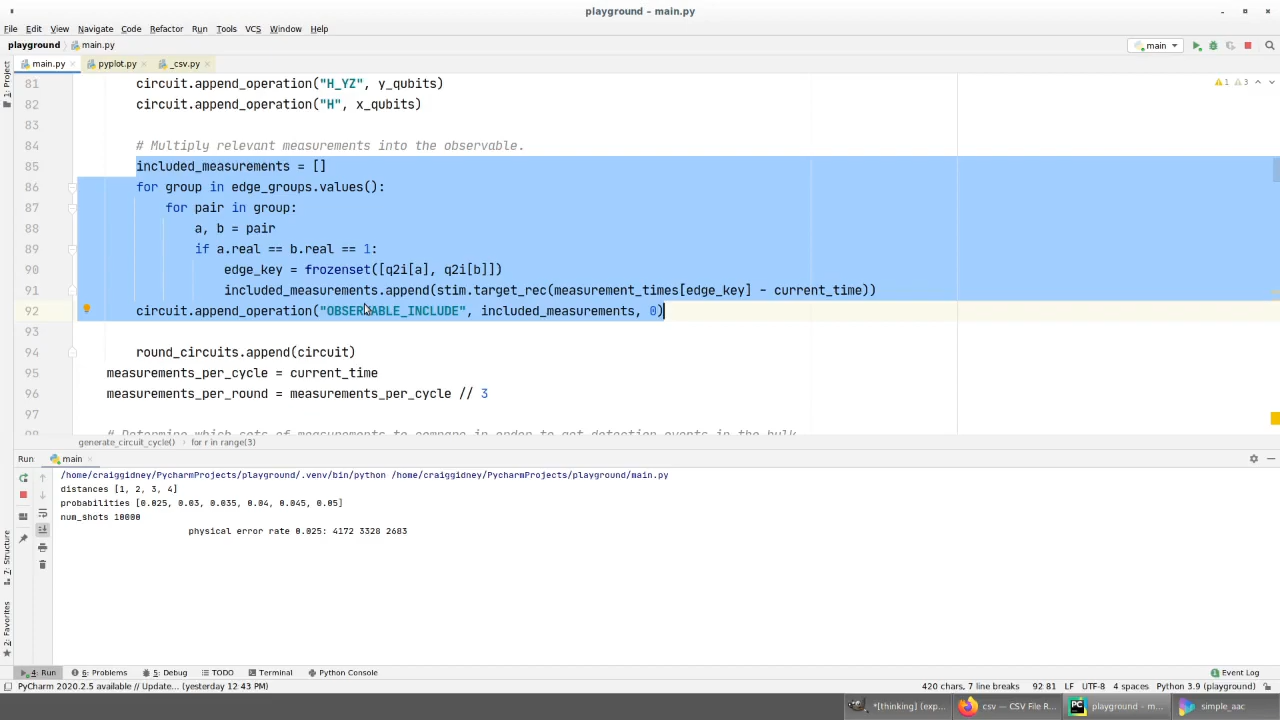 playground – main.py
File Edit View Navigate Code Refactor Run Tools VCS Window Help
playground main.py main
main.py pyplot.py _csv.py
1: Project
81 circuit.append_operation("H_YZ", y_qubits) 1 3
82 circuit.append_operation("H", x_qubits)
83
84 # Multiply relevant measurements into the observable.
85 included_measurements = []
86 for group in edge_groups.values():
87 for pair in group:
88 a, b = pair
89 if a.real == b.real == 1:
90 edge_key = frozenset([q2i[a], q2i[b]])
91 included_measurements.append(stim.target_rec(measurement_times[edge_key] - current_time))
92 circuit.append_operation("OBSERVABLE_INCLUDE", included_measurements, 0)
93
94 round_circuits.append(circuit)
95 measurements_per_cycle = current_time
96 measurements_per_round = measurements_per_cycle // 3
97
98 # Determine which sets of measurements to compare in order to get detection events in the bulk
generate_circuit_cycle() for r in range(3)
Run: main
/home/craiggidney/PycharmProjects/playground/.venv/bin/python /home/craiggidney/PycharmProjects/playground/main.py
distances [1, 2, 3, 4]
probabilities [0.025, 0.03, 0.035, 0.04, 0.045, 0.05]
num_shots 10000
physical error rate 0.025: 4172 3328 2683
7: Structure
2: Favorites
4: Run 6: Problems 5: Debug TODO Terminal Python Console Event Log
PyCharm 2020.2.5 available // Update... (yesterday 12:43 PM) 420 chars, 7 line breaks 92:81 LF UTF-8 4 spaces Python 3.9 (playground)
*[thinking] (exp... csv — CSV File R... playground – m... simple_aac